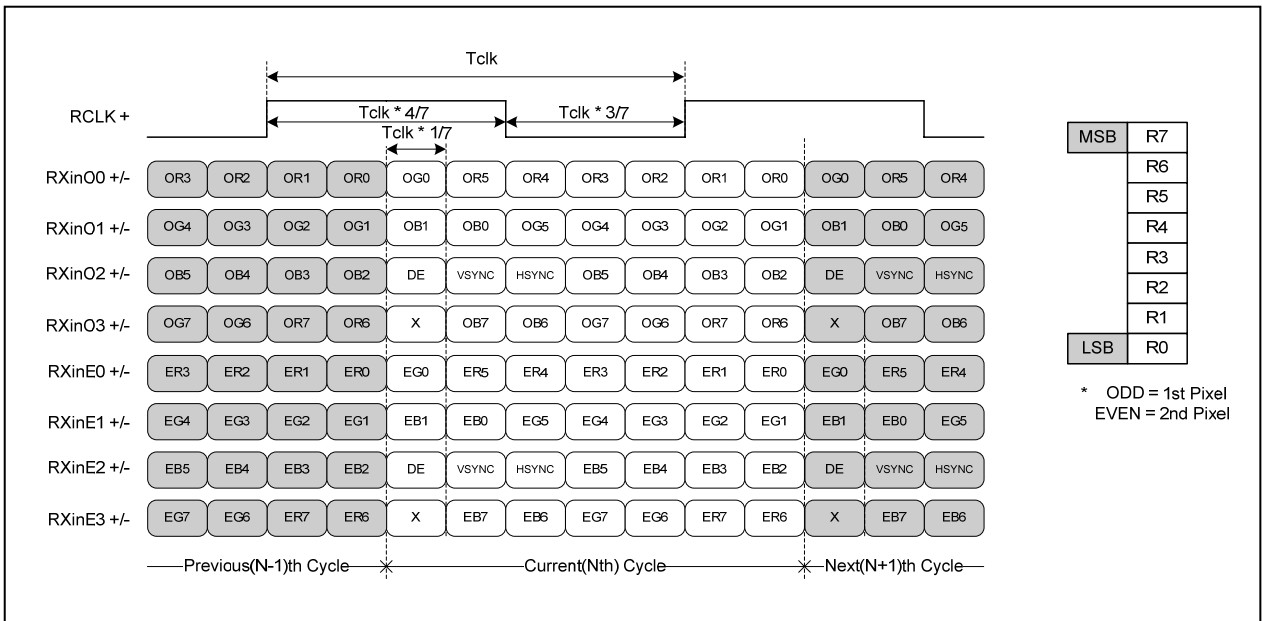 Tclk
RCLK +
Tclk * 4/7
Tclk * 3/7
Tclk * 1/7
RXinO0 +/- OR3 OR2 OR1 OR0 OG0 OR5 OR4 OR3 OR2 OR1 OR0 OG0 OR5 OR4
RXinO1 +/- OG4 OG3 OG2 OG1 OB1 OB0 OG5 OG4 OG3 OG2 OG1 OB1 OB0 OG5
RXinO2 +/- OB5 OB4 OB3 OB2 DE VSYNC HSYNC OB5 OB4 OB3 OB2 DE VSYNC HSYNC
RXinO3 +/- OG7 OG6 OR7 OR6 X OB7 OB6 OG7 OG6 OR7 OR6 X OB7 OB6
RXinE0 +/- ER3 ER2 ER1 ER0 EG0 ER5 ER4 ER3 ER2 ER1 ER0 EG0 ER5 ER4
RXinE1 +/- EG4 EG3 EG2 EG1 EB1 EB0 EG5 EG4 EG3 EG2 EG1 EB1 EB0 EG5
RXinE2 +/- EB5 EB4 EB3 EB2 DE VSYNC HSYNC EB5 EB4 EB3 EB2 DE VSYNC HSYNC
RXinE3 +/- EG7 EG6 ER7 ER6 X EB7 EB6 EG7 EG6 ER7 ER6 X EB7 EB6
Previous(N-1)th Cycle Current(Nth) Cycle Next(N+1)th Cycle
MSB R7
R6
R5
R4
R3
R2
R1
LSB R0
* ODD = 1st Pixel
EVEN = 2nd Pixel